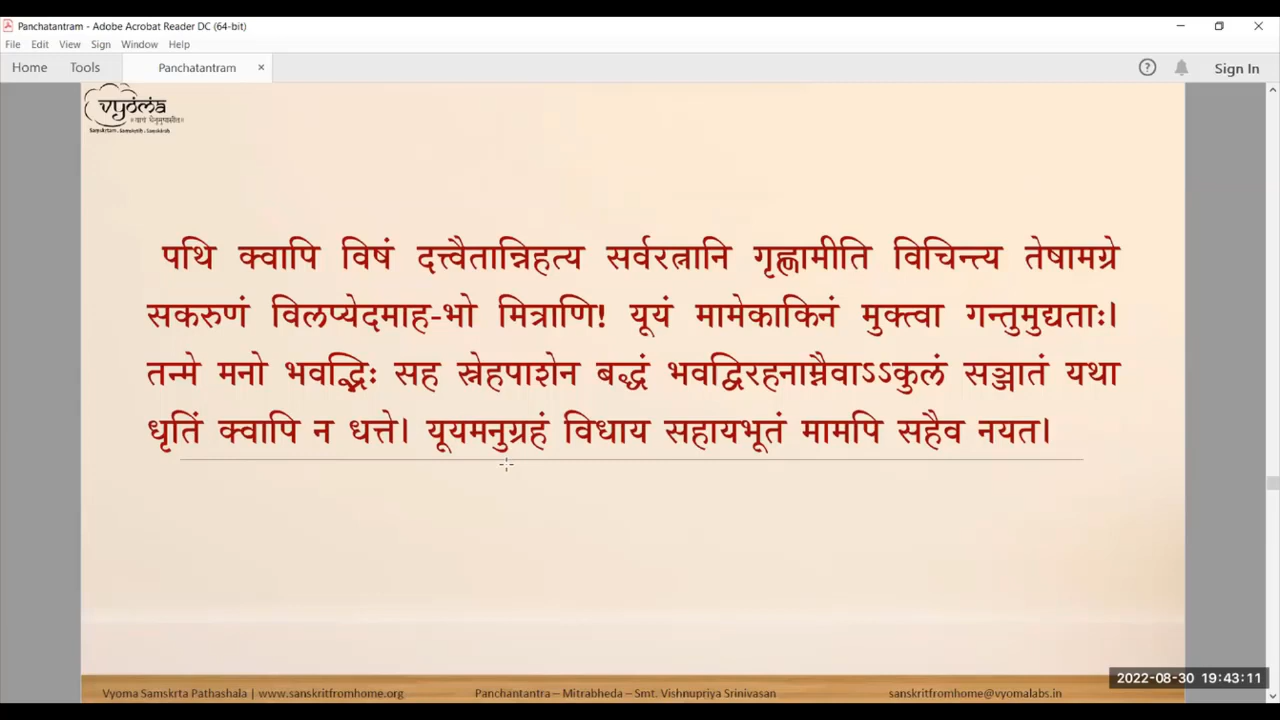 Panchatantram - Adobe Acrobat Reader DC (64-bit)
File Edit View Sign Window Help
Home Tools Panchatantram × Sign In
vyoma
॥वाचं धेनुमुपासीत॥
Samskrtam. Samskriti. Samskirah
पथि क्वापि विषं दत्त्वैतान्निहत्य सर्वरत्नानि गृह्णामीति विचिन्त्य तेषामग्रे
सकरुणं विलप्येदमाह-भो मित्राणि! यूयं मामेकाकिनं मुक्त्वा गन्तुमुद्यताः।
तन्मे मनो भवद्भिः सह स्नेहपाशेन बद्धं भवद्विरहनाम्नैवाऽऽकुलं सञ्जातं यथा
धृतिं क्वापि न धत्ते। यूयमनुग्रहं विधाय सहायभूतं मामपि सहैव नयत।
2022-08-30 19:43:11
Vyoma Samskrta Pathashala | www.sanskritfromhome.org Panchantantra – Mitrabheda – Smt. Vishnupriya Srinivasan sanskritfromhome@vyomalabs.in